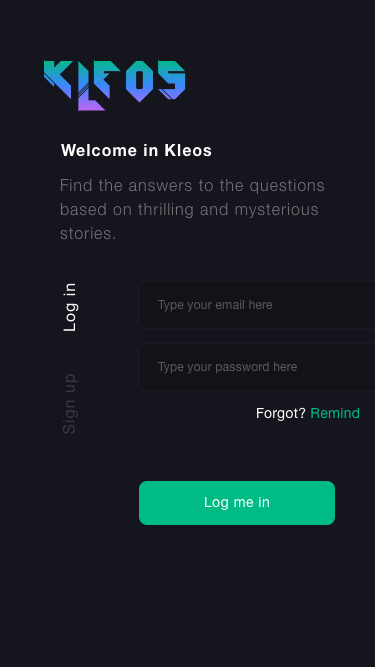 KLEOS
Welcome in Kleos
Find the answers to the questions
based on thrilling and mysterious
stories.
Log in
Type your email here
Type your password here
Sign up
Forgot? Remind
Log me in